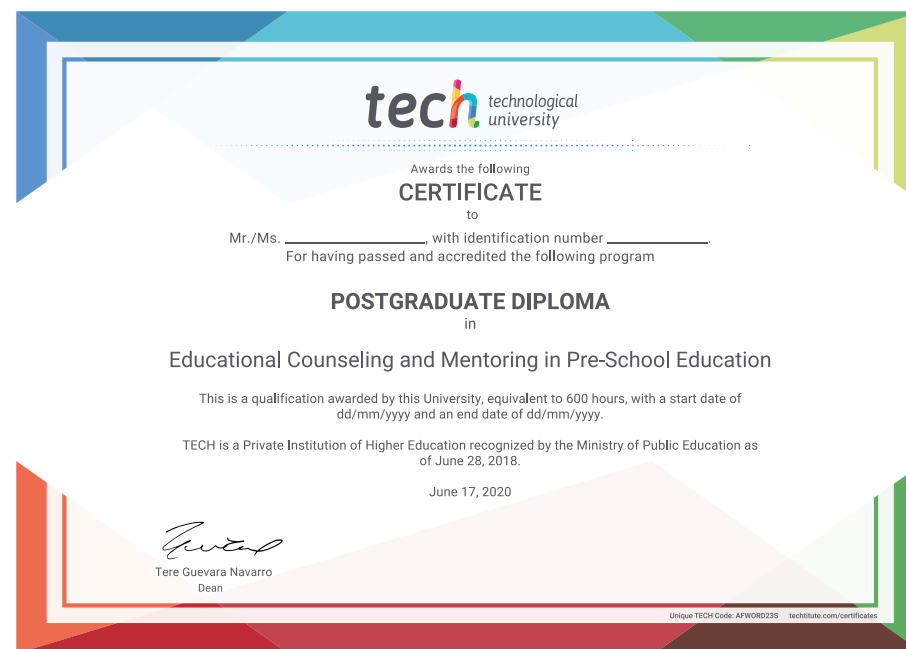 tech technological
university
Awards the following
CERTIFICATE
to
Mr./Ms. ____________________, with identification number ______________.
For having passed and accredited the following program
POSTGRADUATE DIPLOMA
in
Educational Counseling and Mentoring in Pre-School Education
This is a qualification awarded by this University, equivalent to 600 hours, with a start date of
dd/mm/yyyy and an end date of dd/mm/yyyy.
TECH is a Private Institution of Higher Education recognized by the Ministry of Public Education as
of June 28, 2018.
June 17, 2020
Tere Guevara Navarro
Dean
Unique TECH Code: AFWORD23S techtitute.com/certificates